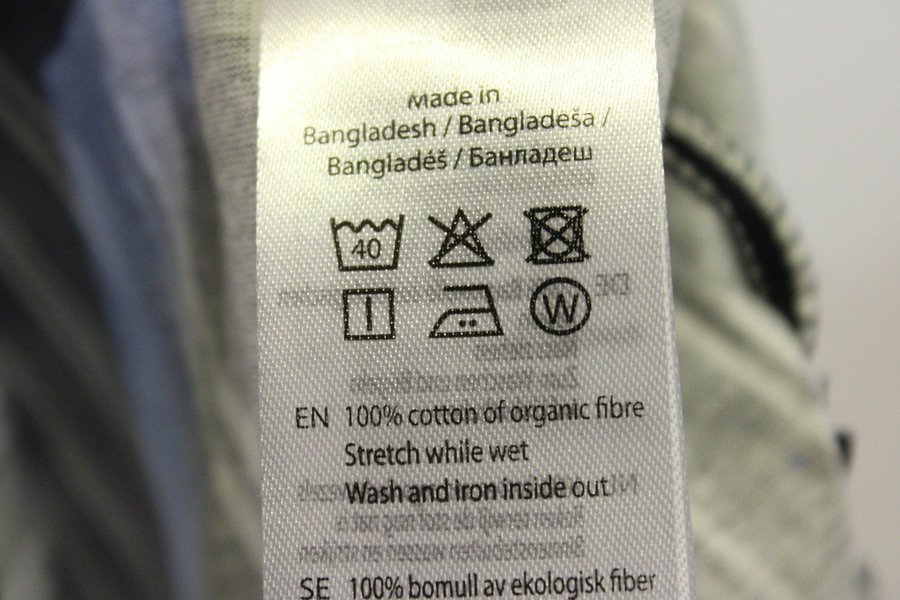 Made in
Bangladesh / Bangladeša /
Bangladéš / Бангладеш
40
W
EN 100% cotton of organic fibre
Stretch while wet
Wash and iron inside out
SE 100% bomull av ekologisk fiber